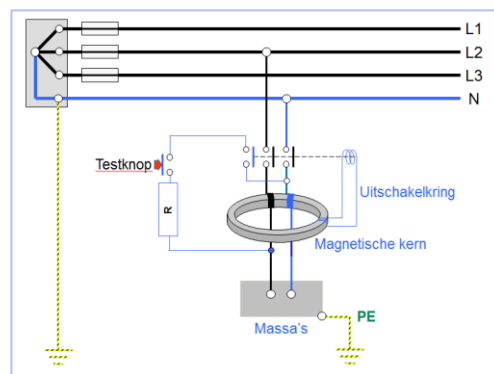 L1
L2
L3
N
Testknop
R
Uitschakelkring
Magnetische kern
PE
Massa's